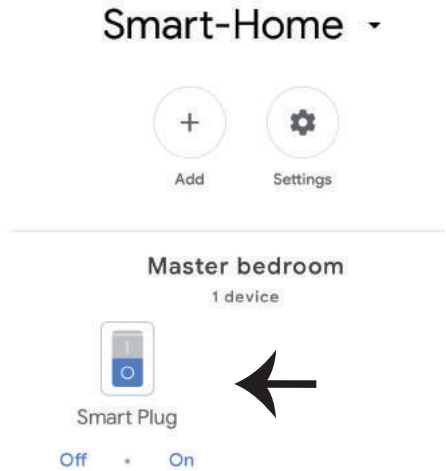 Smart-Home
Add Settings
Master bedroom
1 device
Smart Plug
Off • On